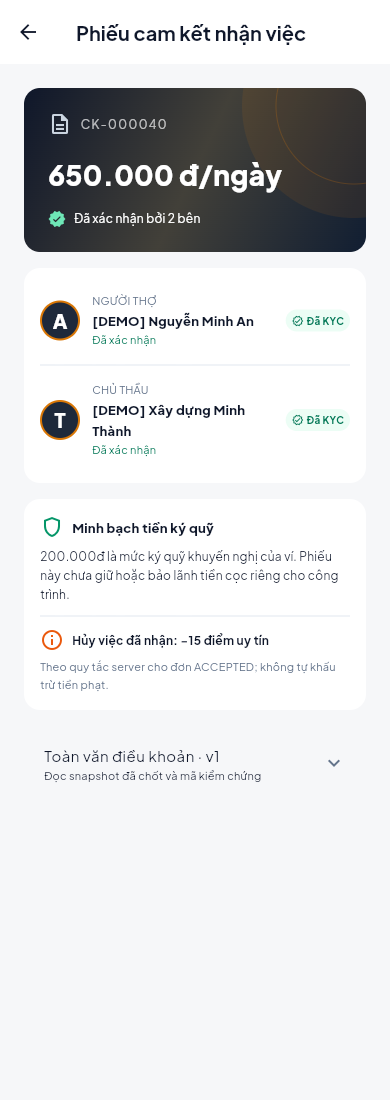 Phiếu cam kết nhận việc
CK-000040
650.000 đ/ngày
Đã xác nhận bởi 2 bên
A
NGƯỜI THỢ
[DEMO] Nguyễn Minh An
Đã xác nhận
Đã KYC
T
CHỦ THẦU
[DEMO] Xây dựng Minh
Thành
Đã xác nhận
Đã KYC
Minh bạch tiền ký quỹ
200.000đ là mức ký quỹ khuyến nghị của ví. Phiếu
này chưa giữ hoặc bảo lãnh tiền cọc riêng cho công
trình.
Hủy việc đã nhận: −15 điểm uy tín
Theo quy tắc server cho đơn ACCEPTED; không tự khấu
trừ tiền phạt.
Toàn văn điều khoản · v1
Đọc snapshot đã chốt và mã kiểm chứng